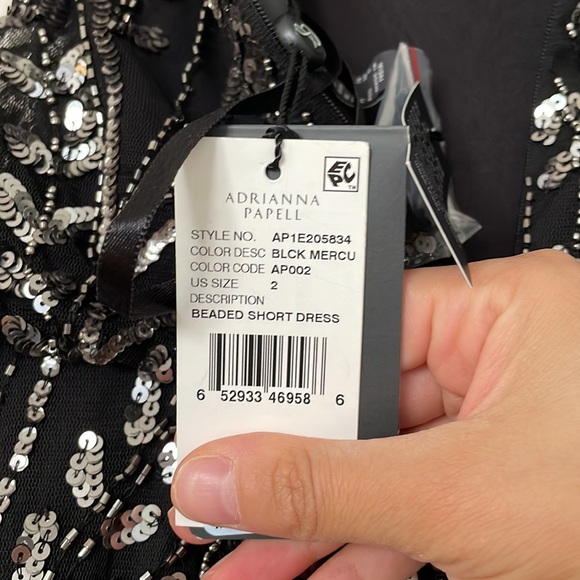 EPC™
ADRIANNA
PAPELL
STYLE NO. AP1E205834
COLOR DESC BLCK MERCU
COLOR CODE AP002
US SIZE 2
DESCRIPTION
BEADED SHORT DRESS
6 52933 46958 6